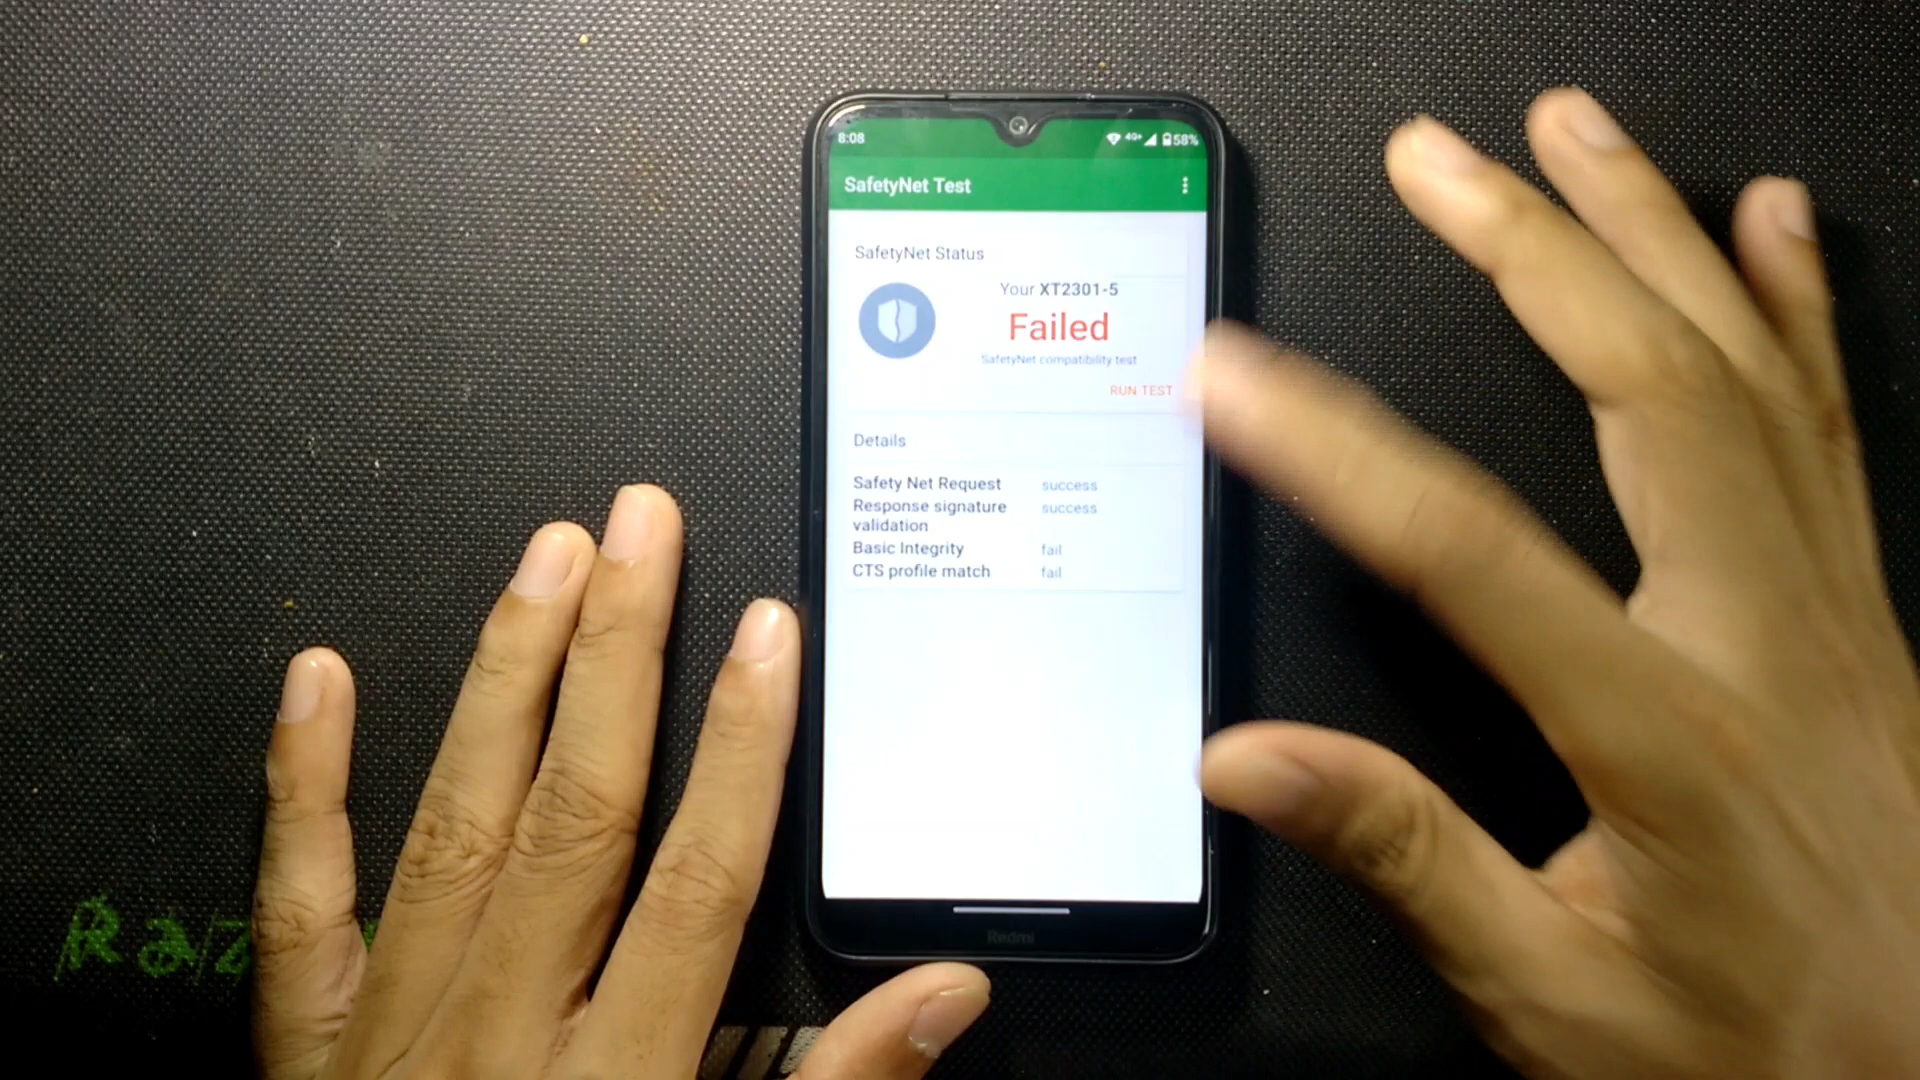 8:08
4G+ 58%
SafetyNet Test
SafetyNet Status
Your XT2301-5
Failed
SafetyNet compatibility test
RUN TEST
Details
Safety Net Request success
Response signature validation success
Basic Integrity fail
CTS profile match fail
Redmi